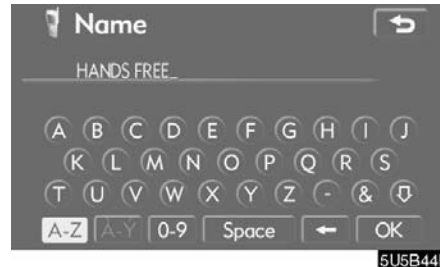 Name
HANDS FREE_
A B C D E F G H I J
K L M N O P Q R S
T U V W X Y Z - &
A-Z A-Y 0-9 Space ← OK
5U5B44